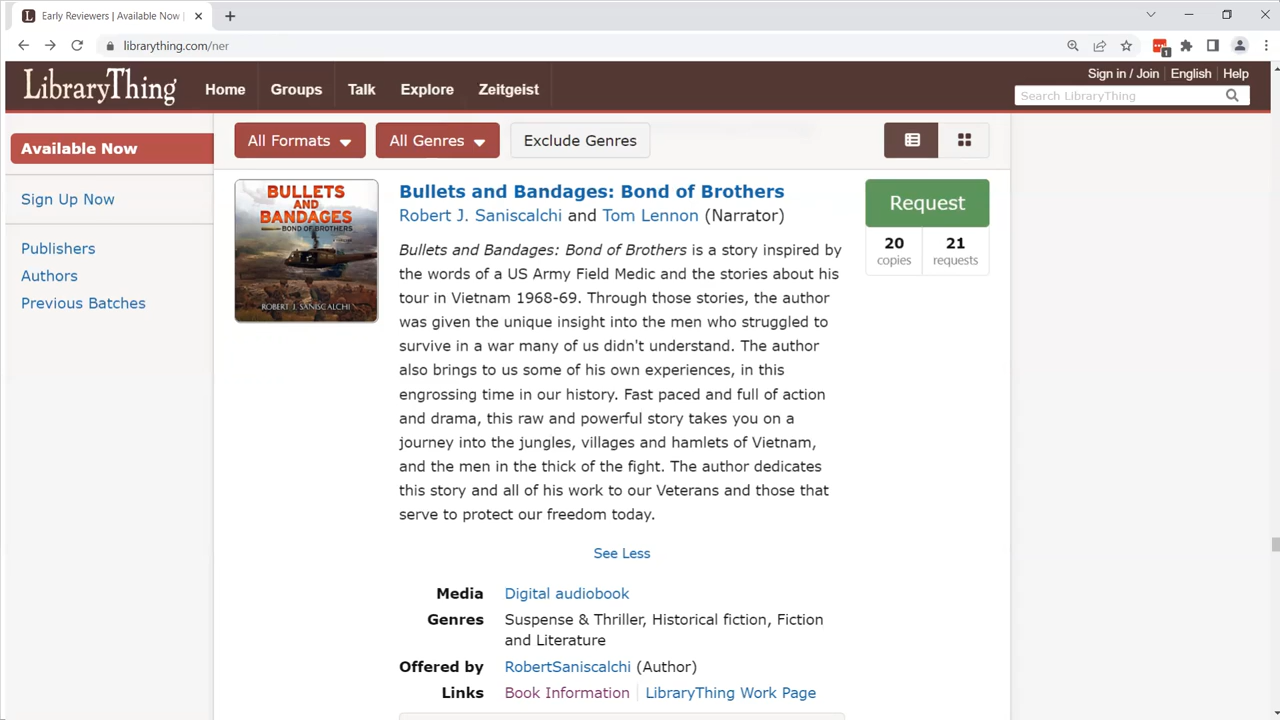 Early Reviewers | Available Now |
librarything.com/ner
1
LibraryThing
Home
Groups
Talk
Explore
Zeitgeist
Sign in / Join
English
Help
Search LibraryThing
Available Now
Sign Up Now
Publishers
Authors
Previous Batches
All Formats
All Genres
Exclude Genres
BULLETS
AND
BANDAGES
BOND OF BROTHERS
ROBERT J. SANISCALCHI
Bullets and Bandages: Bond of Brothers
Robert J. Saniscalchi and Tom Lennon (Narrator)
Bullets and Bandages: Bond of Brothers is a story inspired by
the words of a US Army Field Medic and the stories about his
tour in Vietnam 1968-69. Through those stories, the author
was given the unique insight into the men who struggled to
survive in a war many of us didn't understand. The author
also brings to us some of his own experiences, in this
engrossing time in our history. Fast paced and full of action
and drama, this raw and powerful story takes you on a
journey into the jungles, villages and hamlets of Vietnam,
and the men in the thick of the fight. The author dedicates
this story and all of his work to our Veterans and those that
serve to protect our freedom today.
See Less
Media Digital audiobook
Genres Suspense & Thriller, Historical fiction, Fiction
and Literature
Offered by RobertSaniscalchi (Author)
Links Book Information LibraryThing Work Page
Request
20 21
copies requests